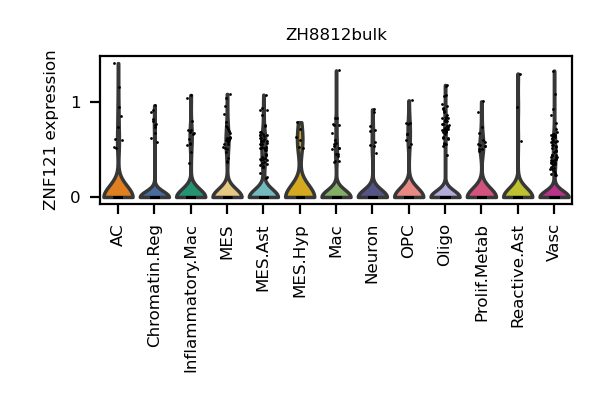 ZH8812bulk
ZNF121 expression
1
0
AC
Chromatin.Reg
Inflammatory.Mac
MES
MES.Ast
MES.Hyp
Mac
Neuron
OPC
Oligo
Prolif.Metab
Reactive.Ast
Vasc